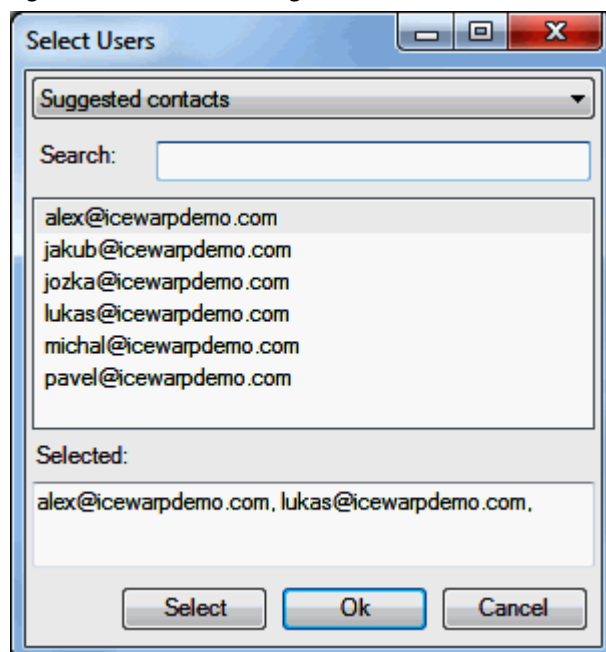 Select Users
Suggested contacts
Search:
alex@icewarpdemo.com
jakub@icewarpdemo.com
jozka@icewarpdemo.com
lukas@icewarpdemo.com
michal@icewarpdemo.com
pavel@icewarpdemo.com
Selected:
alex@icewarpdemo.com, lukas@icewarpdemo.com,
Select Ok Cancel